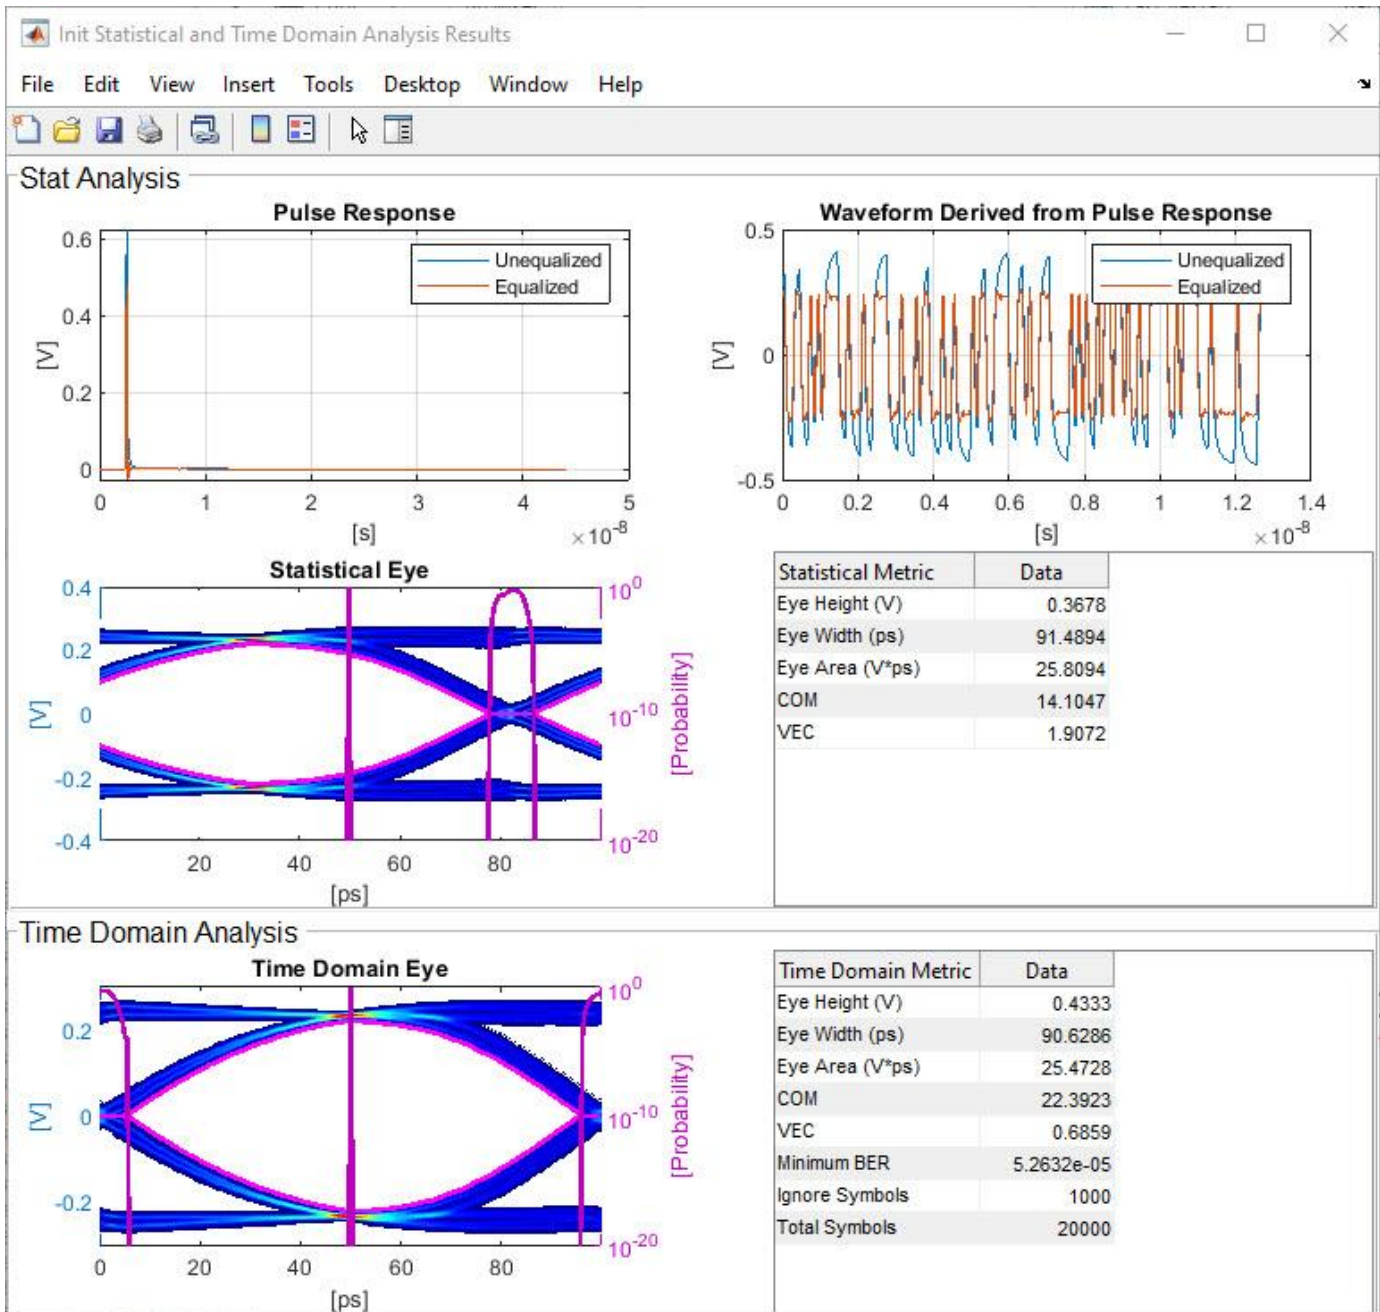 Init Statistical and Time Domain Analysis Results
File Edit View Insert Tools Desktop Window Help
Stat Analysis
Pulse Response
0.6
0.4
0.2
0
[V]
Unequalized
Equalized
0 1 2 3 4 5
[s]
×10^-8
Waveform Derived from Pulse Response
0.5
0
-0.5
[V]
Unequalized
Equalized
0 0.2 0.4 0.6 0.8 1 1.2 1.4
[s]
×10^-8
Statistical Eye
0.4
0.2
0
-0.2
-0.4
[V]
10^0
10^-10
10^-20
[Probability]
20 40 60 80
[ps]
Statistical Metric Data
Eye Height (V) 0.3678
Eye Width (ps) 91.4894
Eye Area (V*ps) 25.8094
COM 14.1047
VEC 1.9072
Time Domain Analysis
Time Domain Eye
0.2
0
-0.2
[V]
10^0
10^-10
10^-20
[Probability]
0 20 40 60 80
[ps]
Time Domain Metric Data
Eye Height (V) 0.4333
Eye Width (ps) 90.6286
Eye Area (V*ps) 25.4728
COM 22.3923
VEC 0.6859
Minimum BER 5.2632e-05
Ignore Symbols 1000
Total Symbols 20000